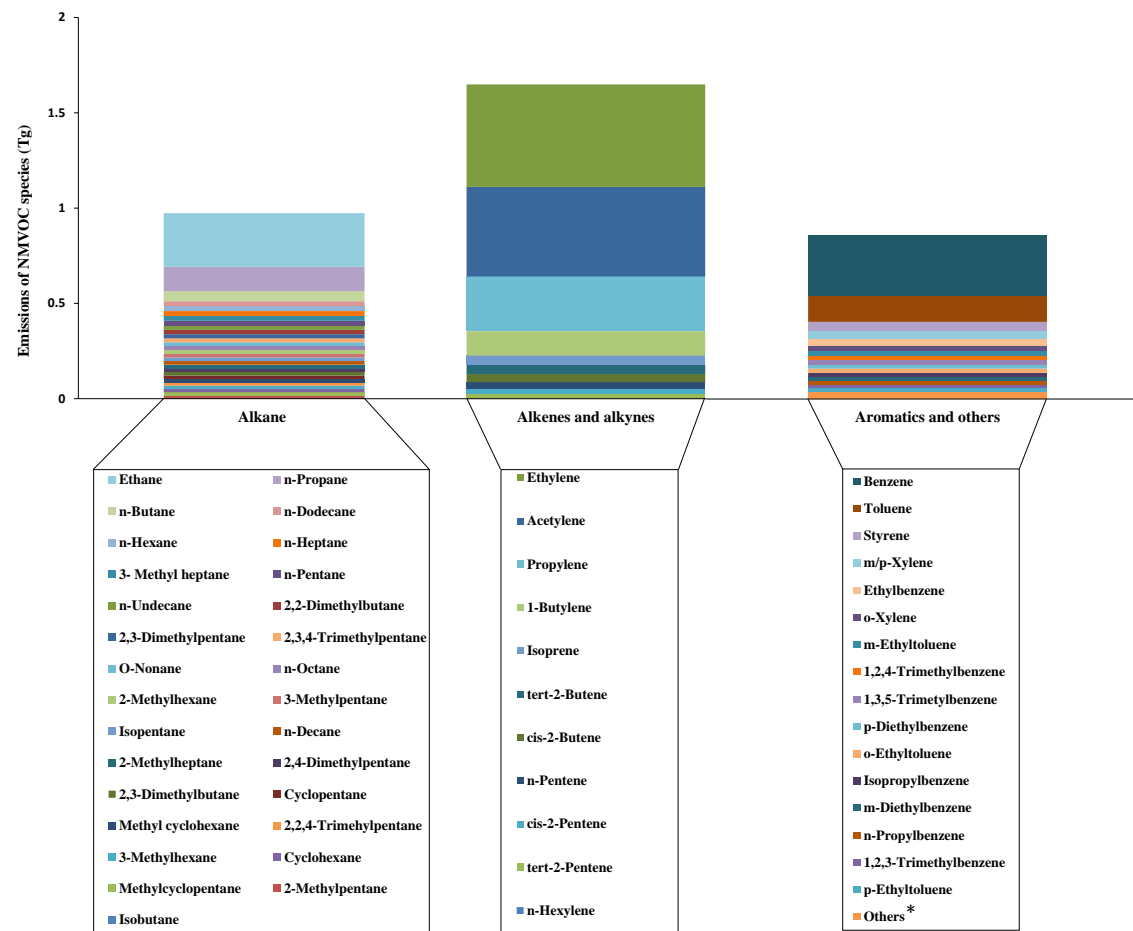 2
1.5
1
0.5
0
Emissions of NMVOC species (Tg)
Alkane
Alkenes and alkynes
Aromatics and others
Ethane
n-Propane
n-Butane
n-Dodecane
n-Hexane
n-Heptane
3- Methyl heptane
n-Pentane
n-Undecane
2,2-Dimethylbutane
2,3-Dimethylpentane
2,3,4-Trimethylpentane
O-Nonane
n-Octane
2-Methylhexane
3-Methylpentane
Isopentane
n-Decane
2-Methylheptane
2,4-Dimethylpentane
2,3-Dimethylbutane
Cyclopentane
Methyl cyclohexane
2,2,4-Trimehylpentane
3-Methylhexane
Cyclohexane
Methylcyclopentane
2-Methylpentane
Isobutane
Ethylene
Acetylene
Propylene
1-Butylene
Isoprene
tert-2-Butene
cis-2-Butene
n-Pentene
cis-2-Pentene
tert-2-Pentene
n-Hexylene
Benzene
Toluene
Styrene
m/p-Xylene
Ethylbenzene
o-Xylene
m-Ethyltoluene
1,2,4-Trimethylbenzene
1,3,5-Trimetylbenzene
p-Diethylbenzene
o-Ethyltoluene
Isopropylbenzene
m-Diethylbenzene
n-Propylbenzene
1,2,3-Trimethylbenzene
p-Ethyltoluene
Others*